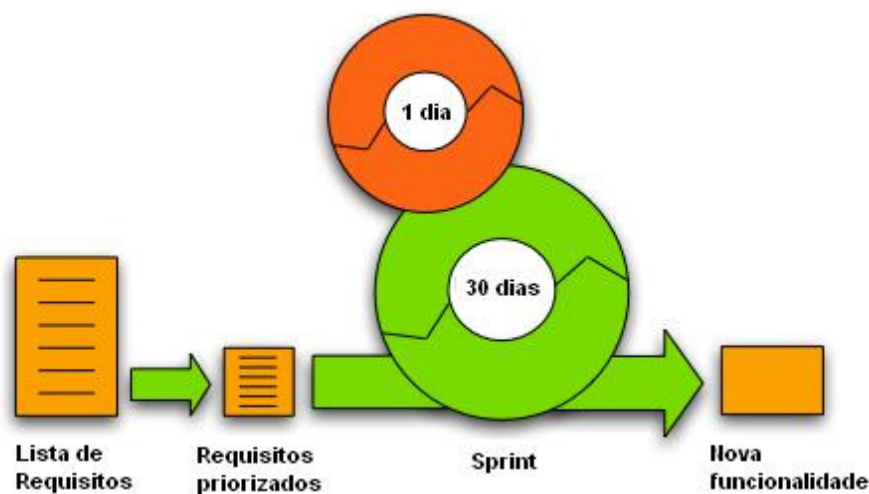 1 dia
30 dias
Lista de
Requisitos
Requisitos
priorizados
Sprint
Nova
funcionalidade